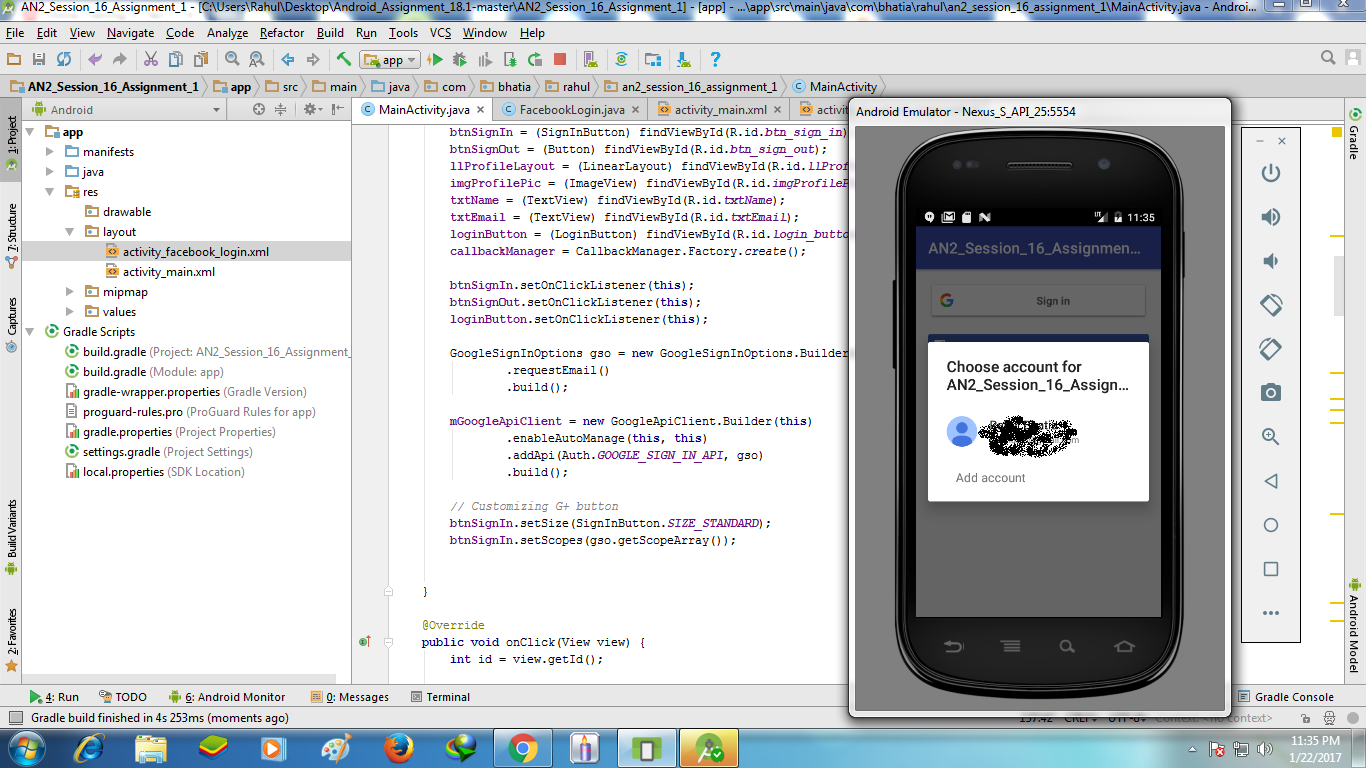 AN2_Session_16_Assignment_1 - [C:\Users\Rahul\Desktop\Android_Assignment_18.1-master\AN2_Session_16_Assignment_1] - [app] - ...\app\src\main\java\com\bhatia\rahul\an2_session_16_assignment_1\MainActivity.java - Androi...
File Edit View Navigate Code Analyze Refactor Build Run Tools VCS Window Help
app
AN2_Session_16_Assignment_1 app src main java com bhatia rahul an2_session_16_assignment_1 MainActivity
Android
MainActivity.java FacebookLogin.java activity_main.xml activit
1: Project
7: Structure
Captures
Build Variants
2: Favorites
app
manifests
java
res
drawable
layout
activity_facebook_login.xml
activity_main.xml
mipmap
values
Gradle Scripts
build.gradle (Project: AN2_Session_16_Assignment_
build.gradle (Module: app)
gradle-wrapper.properties (Gradle Version)
proguard-rules.pro (ProGuard Rules for app)
gradle.properties (Project Properties)
settings.gradle (Project Settings)
local.properties (SDK Location)
btnSignIn = (SignInButton) findViewById(R.id.btn_sign_in)
btnSignOut = (Button) findViewById(R.id.btn_sign_out);
llProfileLayout = (LinearLayout) findViewById(R.id.llProf
imgProfilePic = (ImageView) findViewById(R.id.imgProfileP
txtName = (TextView) findViewById(R.id.txtName);
txtEmail = (TextView) findViewById(R.id.txtEmail);
loginButton = (LoginButton) findViewById(R.id.login_butto
callbackManager = CallbackManager.Factory.create();
btnSignIn.setOnClickListener(this);
btnSignOut.setOnClickListener(this);
loginButton.setOnClickListener(this);
GoogleSignInOptions gso = new GoogleSignInOptions.Builder
.requestEmail()
.build();
mGoogleApiClient = new GoogleApiClient.Builder(this)
.enableAutoManage(this, this)
.addApi(Auth.GOOGLE_SIGN_IN_API, gso)
.build();
// Customizing G+ button
btnSignIn.setSize(SignInButton.SIZE_STANDARD);
btnSignIn.setScopes(gso.getScopeArray());
}
@Override
public void onClick(View view) {
int id = view.getId();
Android Emulator - Nexus_S_API_25:5554
11:35
AN2_Session_16_Assignmen...
Sign in
Choose account for
AN2_Session_16_Assign...
Add account
Gradle
Android Model
4: Run TODO 6: Android Monitor 0: Messages Terminal Gradle Console
Gradle build finished in 4s 253ms (moments ago) 157:42 CRLF UTF-8 Context: <no context>
11:35 PM
1/22/2017